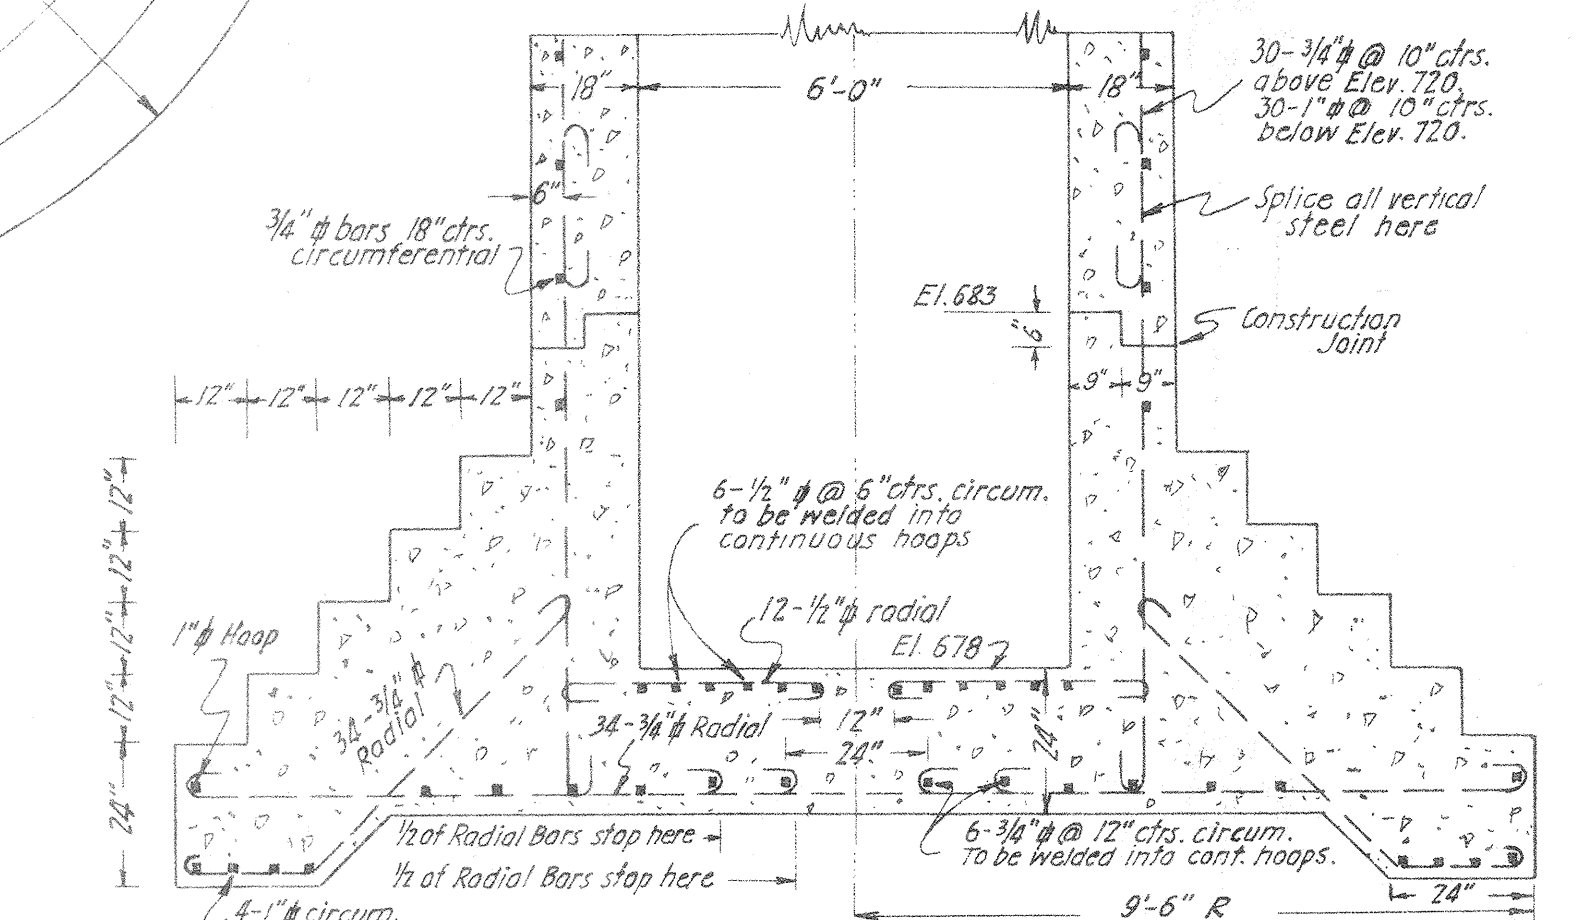 18"
6'-0"
18"
30-3/4"ϕ @ 10"ctrs.
above Elev. 720.
30-1"ϕ @ 10"ctrs.
below Elev. 720.
6"
Splice all vertical
steel here
3/4"ϕ bars 18"ctrs.
circumferential
El. 683
6"
Construction
Joint
9"
9"
12"
12"
12"
12"
12"
12"
12"
12"
12"
24"
6-1/2"ϕ @ 6"ctrs. circum.
to be welded into
continuous hoops
12-1/2"ϕ radial
1"ϕ Hoop
El. 678
34-3/4"ϕ
Radial
34-3/4"ϕ Radial
12"
24"
24"
1/2 of Radial Bars stop here
1/2 of Radial Bars stop here
6-3/4"ϕ @ 12"ctrs. circum.
To be welded into cont. hoops.
24"
9'-6" R
4-1"ϕ circum.